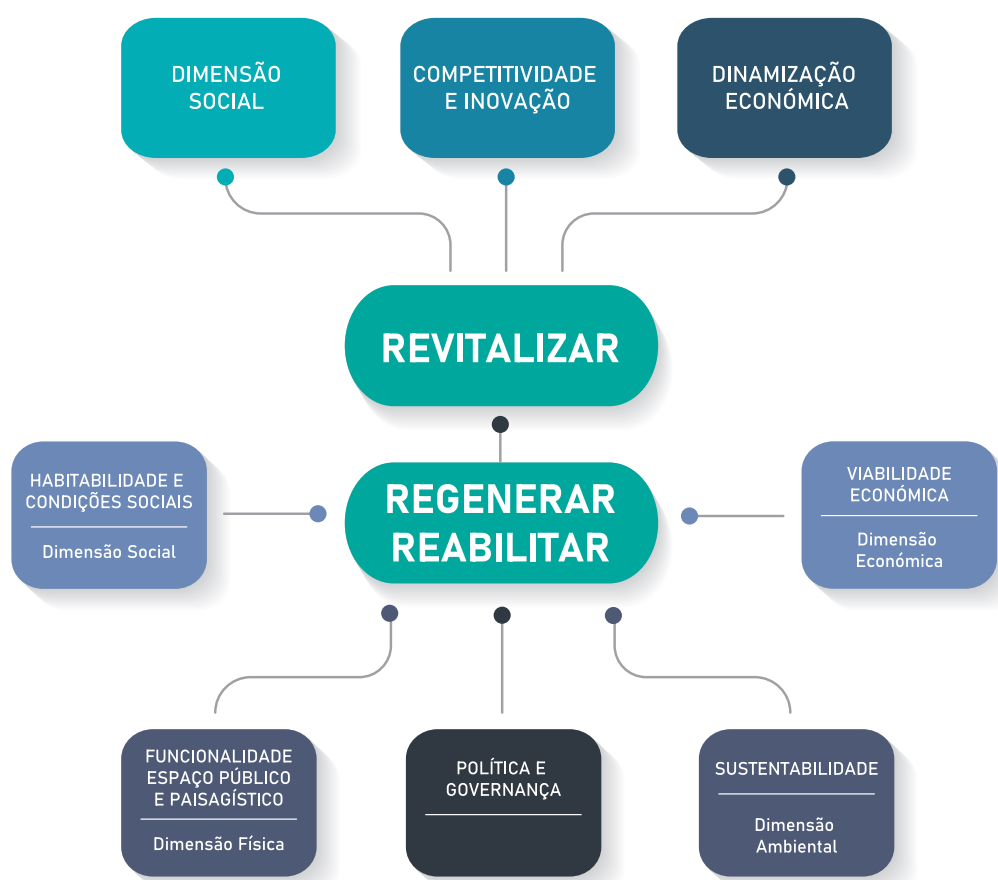 DIMENSÃO
SOCIAL
COMPETITIVIDADE
E INOVAÇÃO
DINAMIZAÇÃO
ECONÓMICA
REVITALIZAR
REGENERAR
REABILITAR
HABITABILIDADE E
CONDIÇÕES SOCIAIS
Dimensão Social
VIABILIDADE
ECONÓMICA
Dimensão
Económica
FUNCIONALIDADE
ESPAÇO PÚBLICO
E PAISAGÍSTICO
Dimensão Física
POLÍTICA E
GOVERNANÇA
SUSTENTABILIDADE
Dimensão
Ambiental